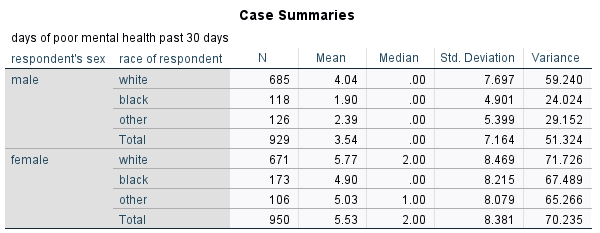 Case Summaries
days of poor mental health past 30 days
respondent's sex race of respondent N Mean Median Std. Deviation Variance
male white 685 4.04 .00 7.697 59.240
black 118 1.90 .00 4.901 24.024
other 126 2.39 .00 5.399 29.152
Total 929 3.54 .00 7.164 51.324
female white 671 5.77 2.00 8.469 71.726
black 173 4.90 .00 8.215 67.489
other 106 5.03 1.00 8.079 65.266
Total 950 5.53 2.00 8.381 70.235